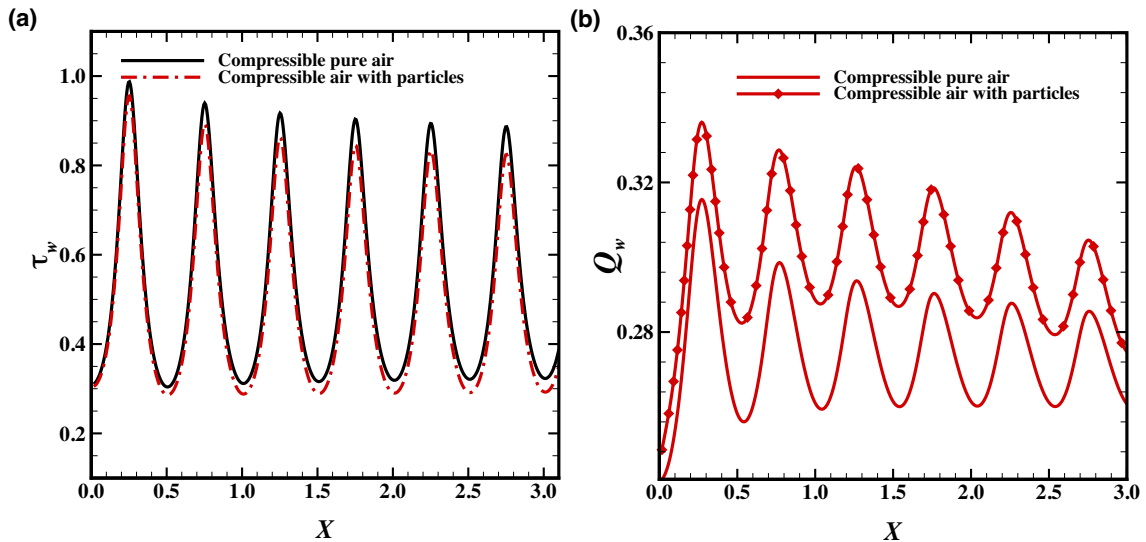 (a)
Compressible pure air
Compressible air with particles
1.0
0.8
0.6
0.4
0.2
τw
0.0 0.5 1.0 1.5 2.0 2.5 3.0
X
(b)
0.36
Compressible pure air
Compressible air with particles
0.32
0.28
Qw
0.0 0.5 1.0 1.5 2.0 2.5 3.0
X